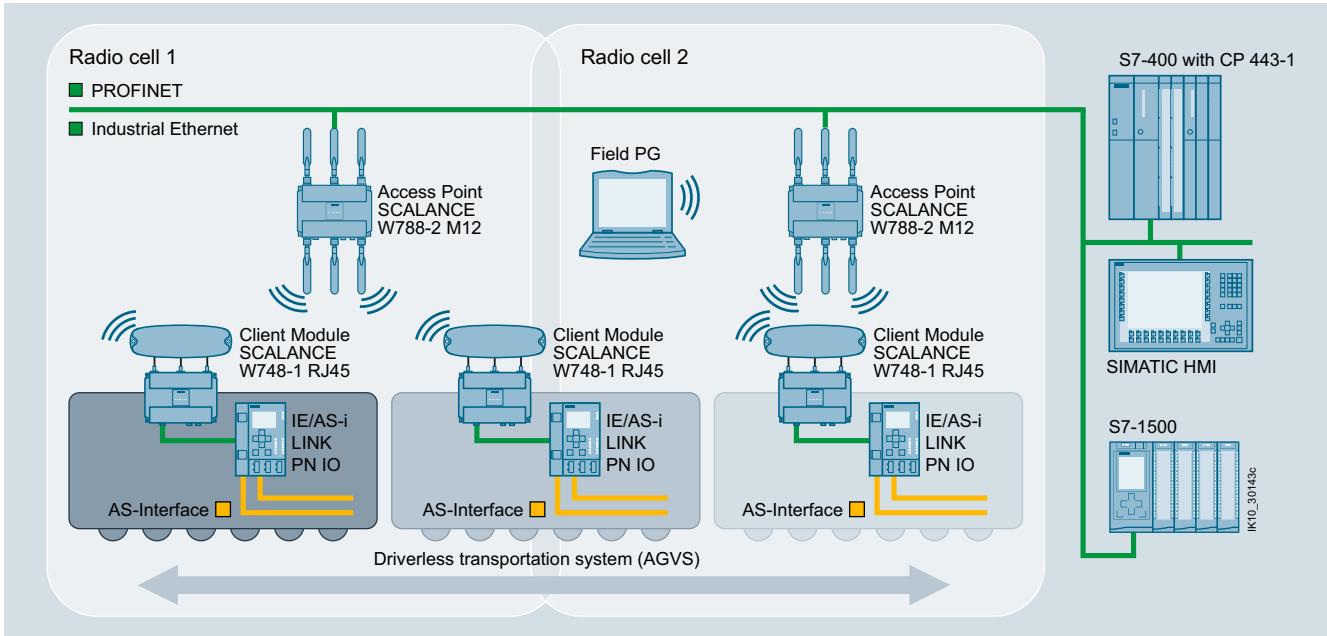 Radio cell 1
PROFINET
Industrial Ethernet
Radio cell 2
Field PG
Access Point
SCALANCE
W788-2 M12
Access Point
SCALANCE
W788-2 M12
S7-400 with CP 443-1
SIMATIC HMI
S7-1500
IK10_30143c
Client Module
SCALANCE
W748-1 RJ45
IE/AS-i
LINK
PN IO
AS-Interface
Client Module
SCALANCE
W748-1 RJ45
IE/AS-i
LINK
PN IO
AS-Interface
Client Module
SCALANCE
W748-1 RJ45
IE/AS-i
LINK
PN IO
AS-Interface
Driverless transportation system (AGVS)